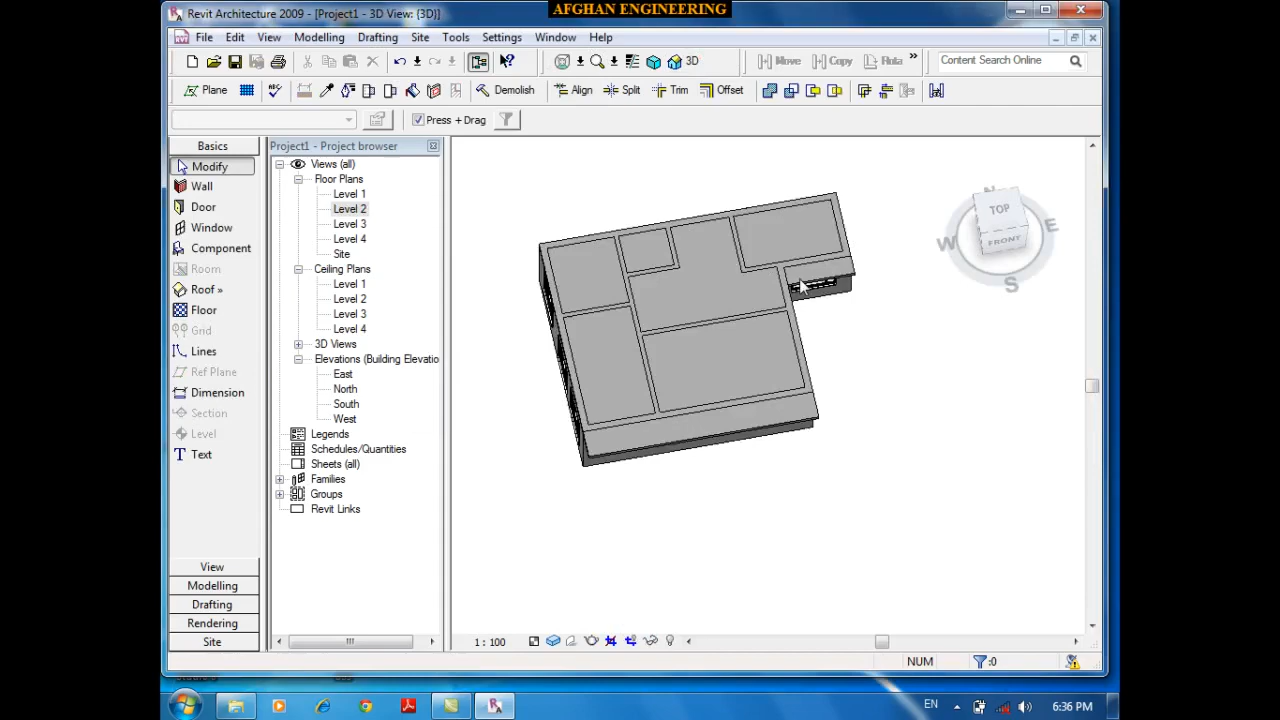 AFGHAN ENGINEERING
Revit Architecture 2009 - [Project1 - 3D View: {3D}]
File Edit View Modelling Drafting Site Tools Settings Window Help
3D Move Copy Rota » Content Search Online
Plane Demolish Align Split Trim Offset
Press + Drag
Basics
Modify
Wall
Door
Window
Component
Room
Roof »
Floor
Grid
Lines
Ref Plane
Dimension
Section
Level
Text
View
Modelling
Drafting
Rendering
Site
Project1 - Project browser
Views (all)
Floor Plans
Level 1
Level 2
Level 3
Level 4
Site
Ceiling Plans
Level 1
Level 2
Level 3
Level 4
3D Views
Elevations (Building Elevatio
East
North
South
West
Legends
Schedules/Quantities
Sheets (all)
Families
Groups
Revit Links
TOP
FRONT
N
W
E
S
1 : 100
NUM :0
EN 6:36 PM